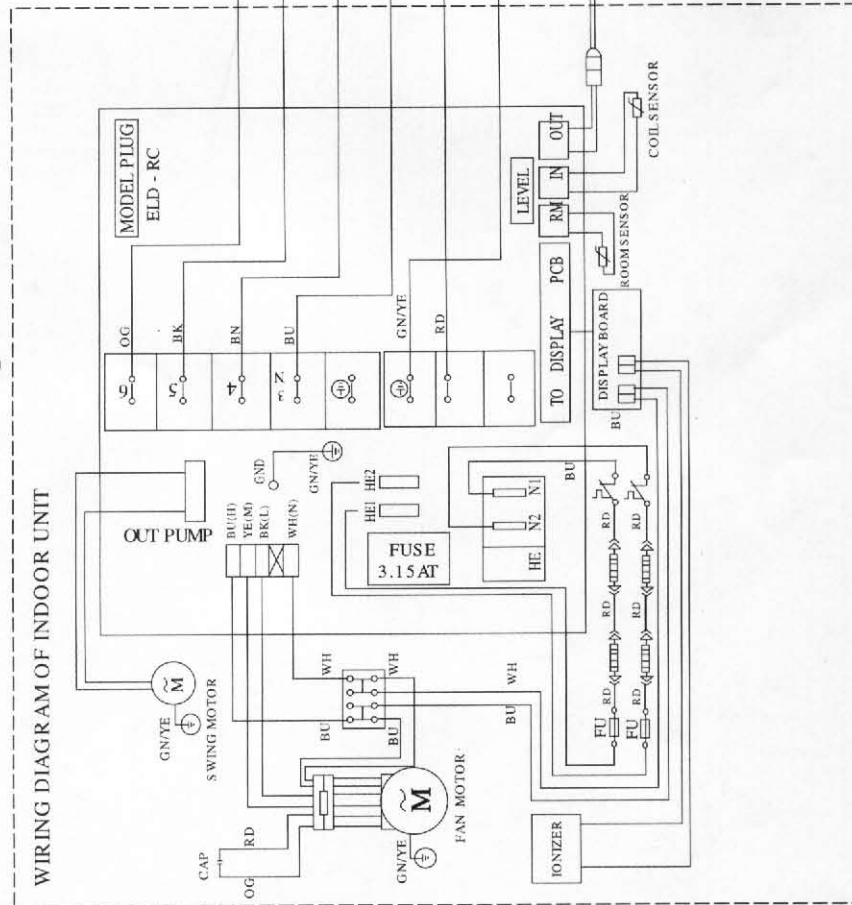 WIRING DIAGRAM OF INDOOR UNIT
MODEL PLUG
ELD - RC
OG
BK
BN
BU
GN/YE
RD
6
5
4
N
3
LEVEL
RM
IN
OUT
COIL SENSOR
ROOM SENSOR
TO DISPLAY PCB
DISPLAY BOARD
BU
OUT PUMP
GND
GN/YE
BU(H)
YE(M)
BK(L)
WH(N)
HE2
HE1
FUSE
3.15AT
N1
N2
HE
BU
RD
RD
RD
RD
RD
RD
FU
FU
M
GN/YE
SWING MOTOR
WH
WH
BU
BU
WH
BU
M
FAN MOTOR
GN/YE
CAP
RD
OG
IONIZER